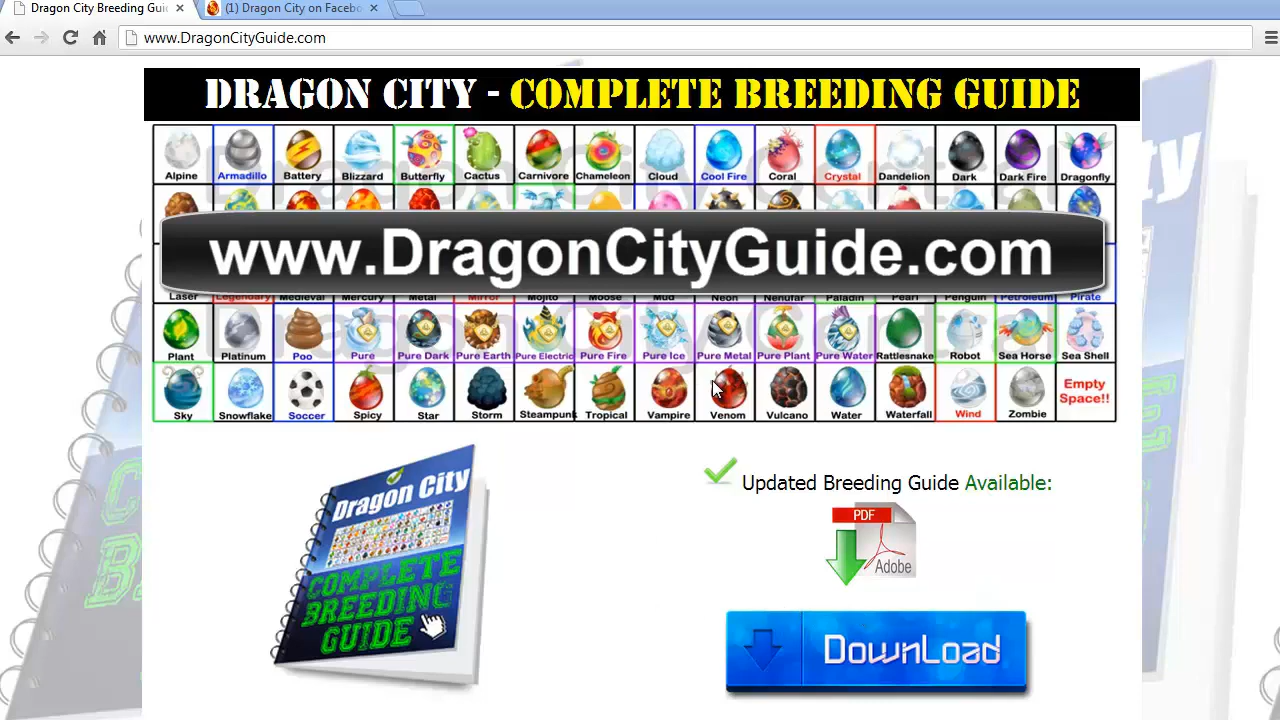 Dragon City Breeding Guid
(1) Dragon City on Facebo
www.DragonCityGuide.com
DRAGON CITY - COMPLETE BREEDING GUIDE
Alpine Armadillo Battery Blizzard Butterfly Cactus Carnivore Chameleon Cloud Cool Fire Coral Crystal Dandelion Dark Dark Fire Dragonfly
www.DragonCityGuide.com
Laser Legendary Medieval Mercury Metal Mirror Mojito Moose Mud Neon Nenufar Paladin Pearl Penguin Petroleum Pirate
Plant Platinum Poo Pure Pure Dark Pure Earth Pure Electric Pure Fire Pure Ice Pure Metal Pure Plant Pure Water Rattlesnake Robot Sea Horse Sea Shell
Empty
Space!!
Sky Snowflake Soccer Spicy Star Storm Steampunk Tropical Vampire Venom Vulcano Water Waterfall Wind Zombie
Dragon City
COMPLETE
BREEDING
GUIDE
Updated Breeding Guide Available:
PDF
Adobe
DownLoad